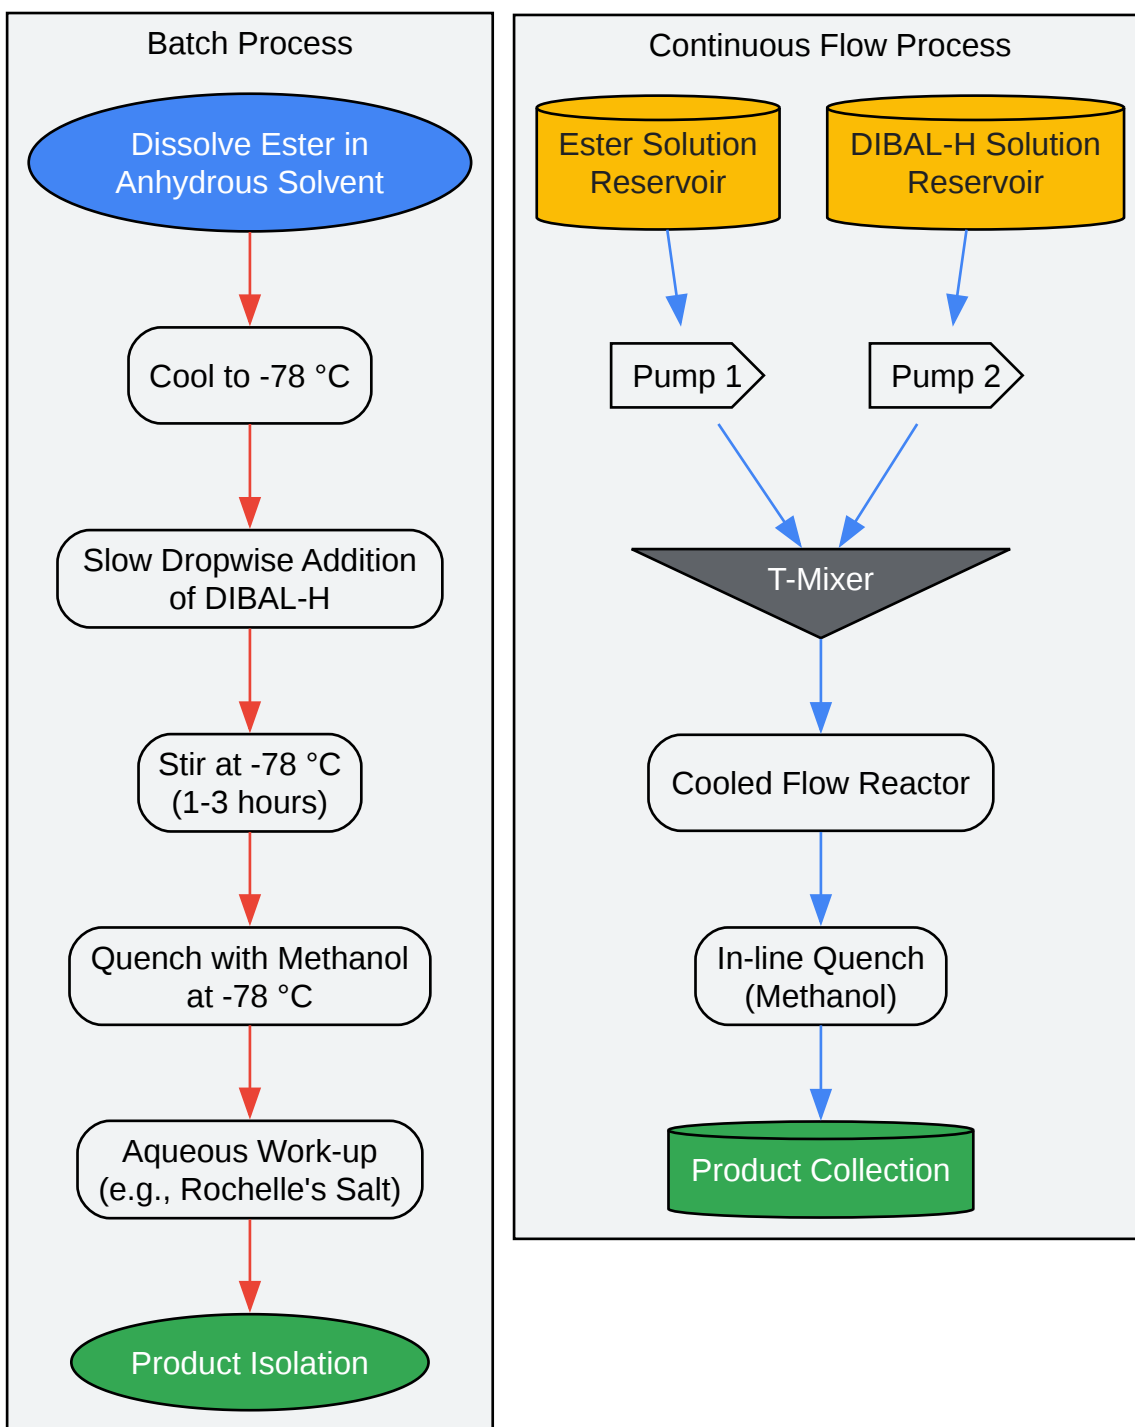 Batch Process
Dissolve Ester in
Anhydrous Solvent
Cool to -78 °C
Slow Dropwise Addition
of DIBAL-H
Stir at -78 °C
(1-3 hours)
Quench with Methanol
at -78 °C
Aqueous Work-up
(e.g., Rochelle's Salt)
Product Isolation
Continuous Flow Process
Ester Solution
Reservoir
DIBAL-H Solution
Reservoir
Pump 1
Pump 2
T-Mixer
Cooled Flow Reactor
In-line Quench
(Methanol)
Product Collection